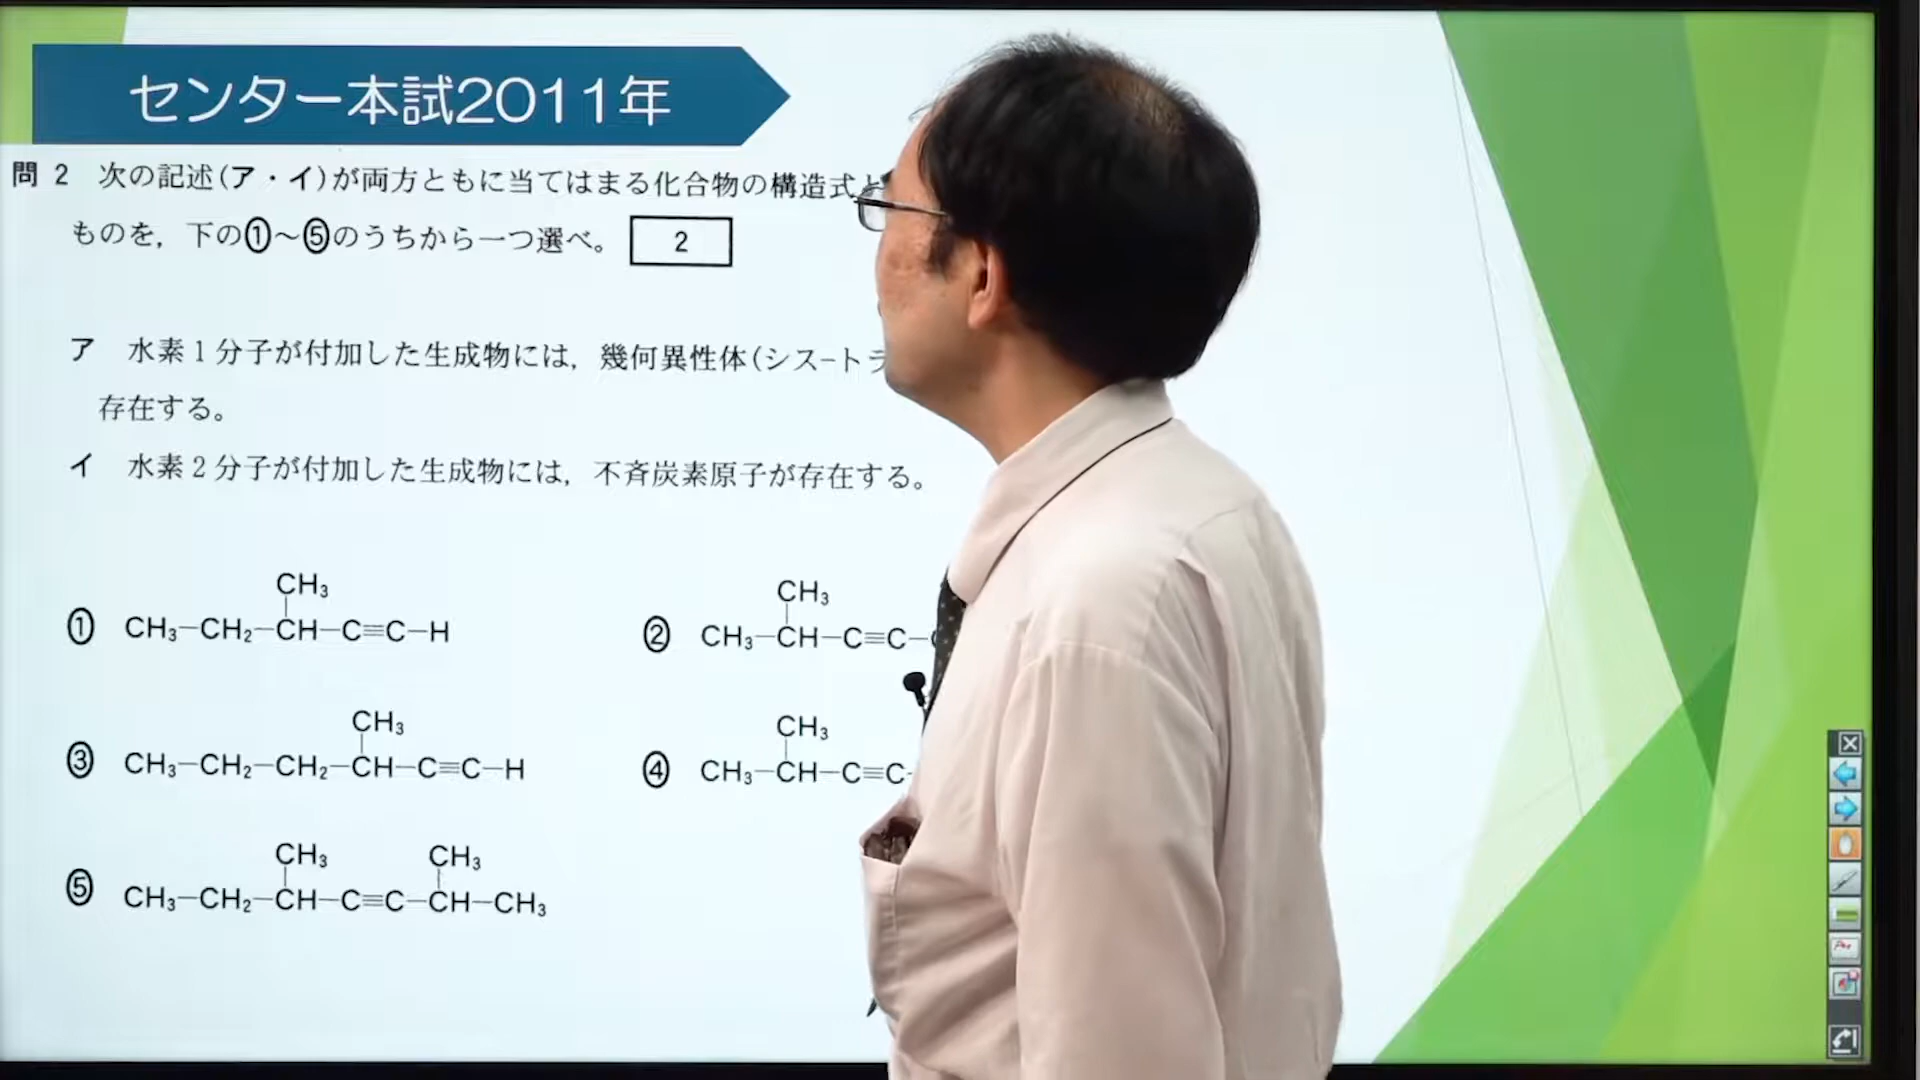 センター本試2011年
問 2 次の記述(ア・イ)が両方ともに当てはまる化合物の構造式と
ものを, 下の①~⑤のうちから一つ選べ。 2
ア 水素1分子が付加した生成物には, 幾何異性体(シス-トラ
存在する。
イ 水素2分子が付加した生成物には, 不斉炭素原子が存在する。
CH₃
① CH₃-CH₂-CH-C≡C-H
CH₃
② CH₃-CH-C≡C-
CH₃
③ CH₃-CH₂-CH₂-CH-C≡C-H
CH₃
④ CH₃-CH-C≡C-
CH₃ CH₃
⑤ CH₃-CH₂-CH-C≡C-CH-CH₃